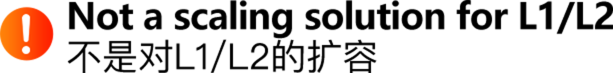 Not a scaling solution for L1/L2
不是对L1/L2的扩容